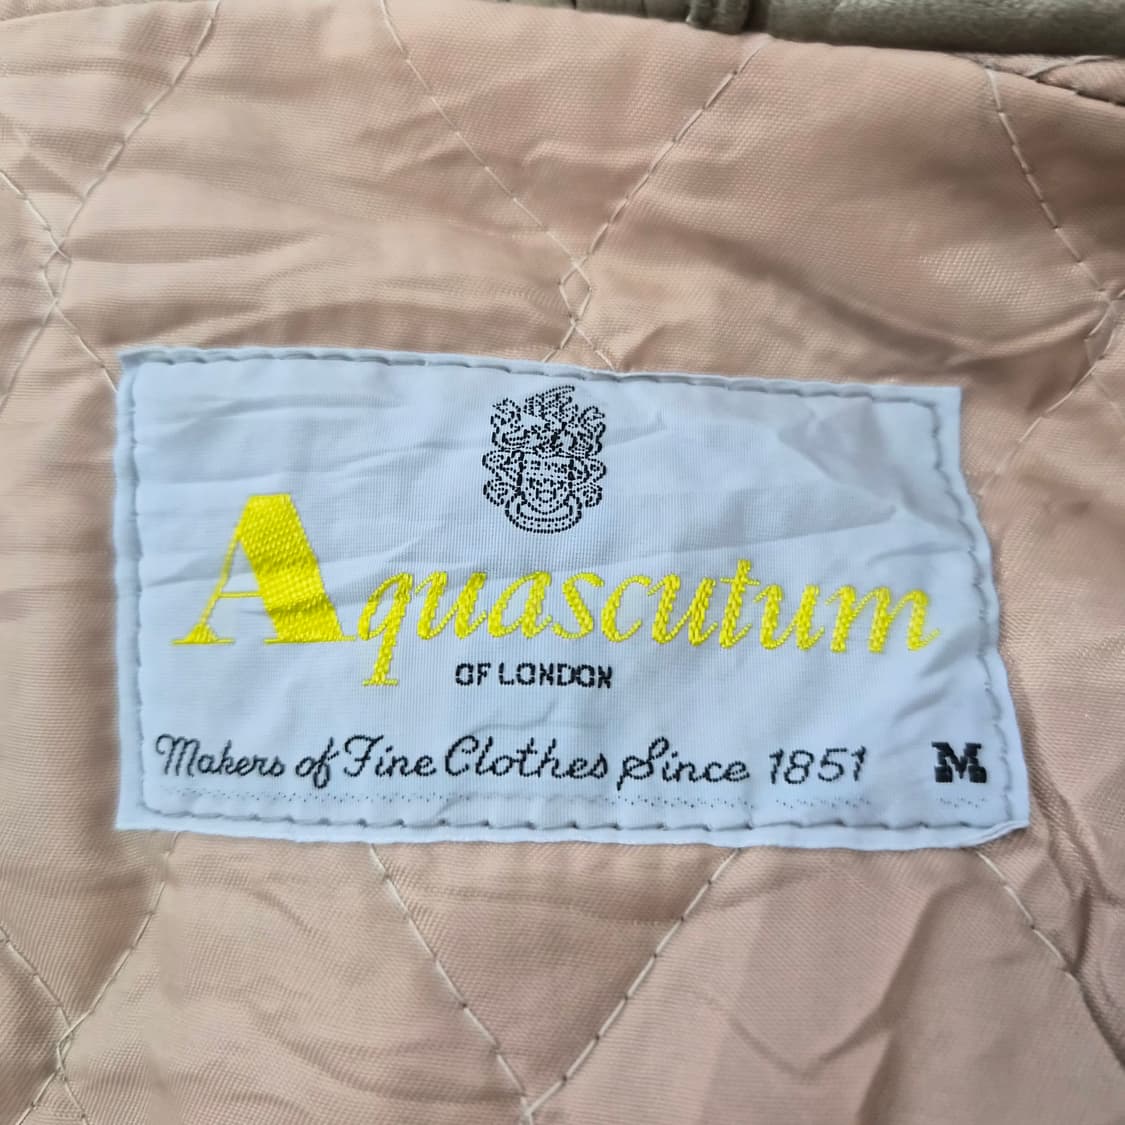 Aquascutum
OF LONDON
Makers of Fine Clothes Since 1851 M